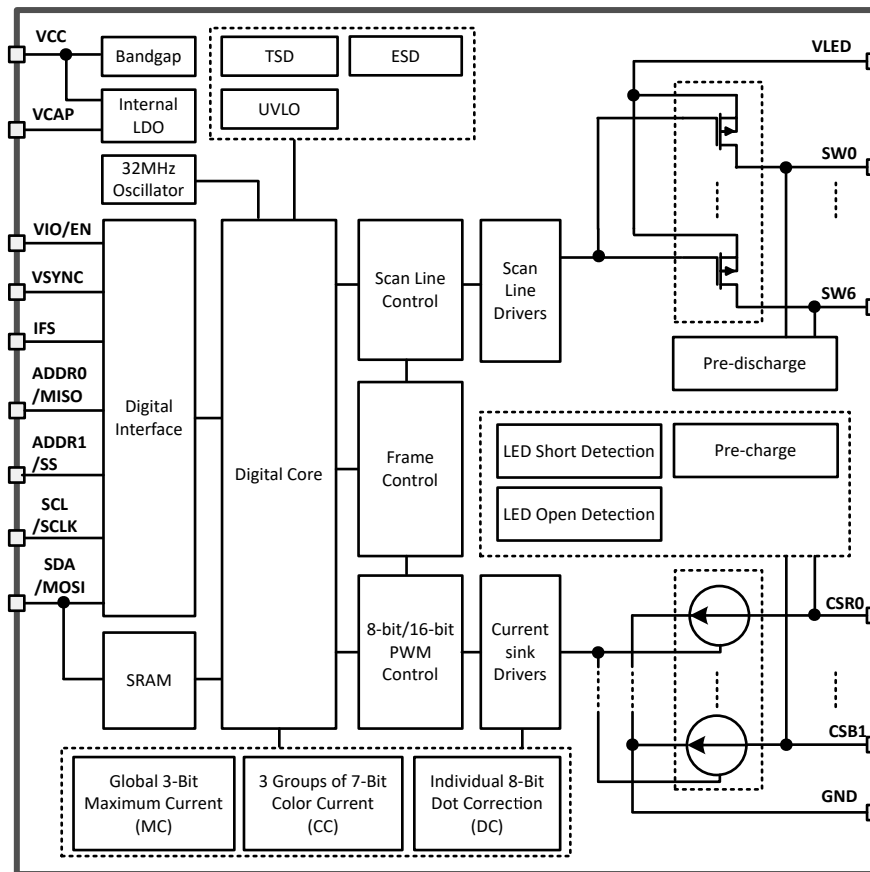 VCC
Bandgap
TSD
ESD
VLED
Internal
LDO
UVLO
VCAP
32MHz
Oscillator
SW0
VIO/EN
VSYNC
IFS
ADDR0
/MISO
ADDR1
/SS
SCL
/SCLK
SDA
/MOSI
Digital
Interface
Digital Core
Scan Line
Control
Scan
Line
Drivers
SW6
Pre-discharge
Frame
Control
LED Short Detection
Pre-charge
LED Open Detection
8-bit/16-bit
PWM
Control
Current
sink
Drivers
CSR0
SRAM
CSB1
GND
Global 3-Bit
Maximum Current
(MC)
3 Groups of 7-Bit
Color Current
(CC)
Individual 8-Bit
Dot Correction
(DC)